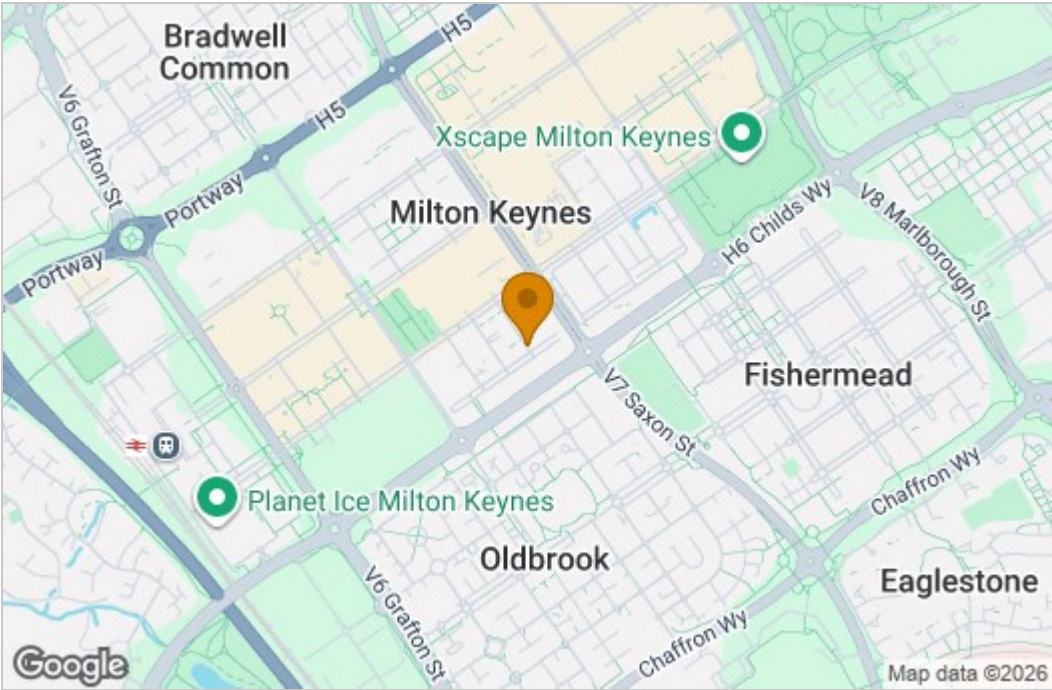 Bradwell
Common
H5
V6 Grafton St
H5
Xscape Milton Keynes
Portway
Milton Keynes
H6 Childs Wy
V8 Marlborough St
Portway
Fishermead
V7 Saxon St
Planet Ice Milton Keynes
Chaffron Wy
Oldbrook
Eaglestone
V6 Grafton St
Chaffron Wy
Google
Map data ©2026